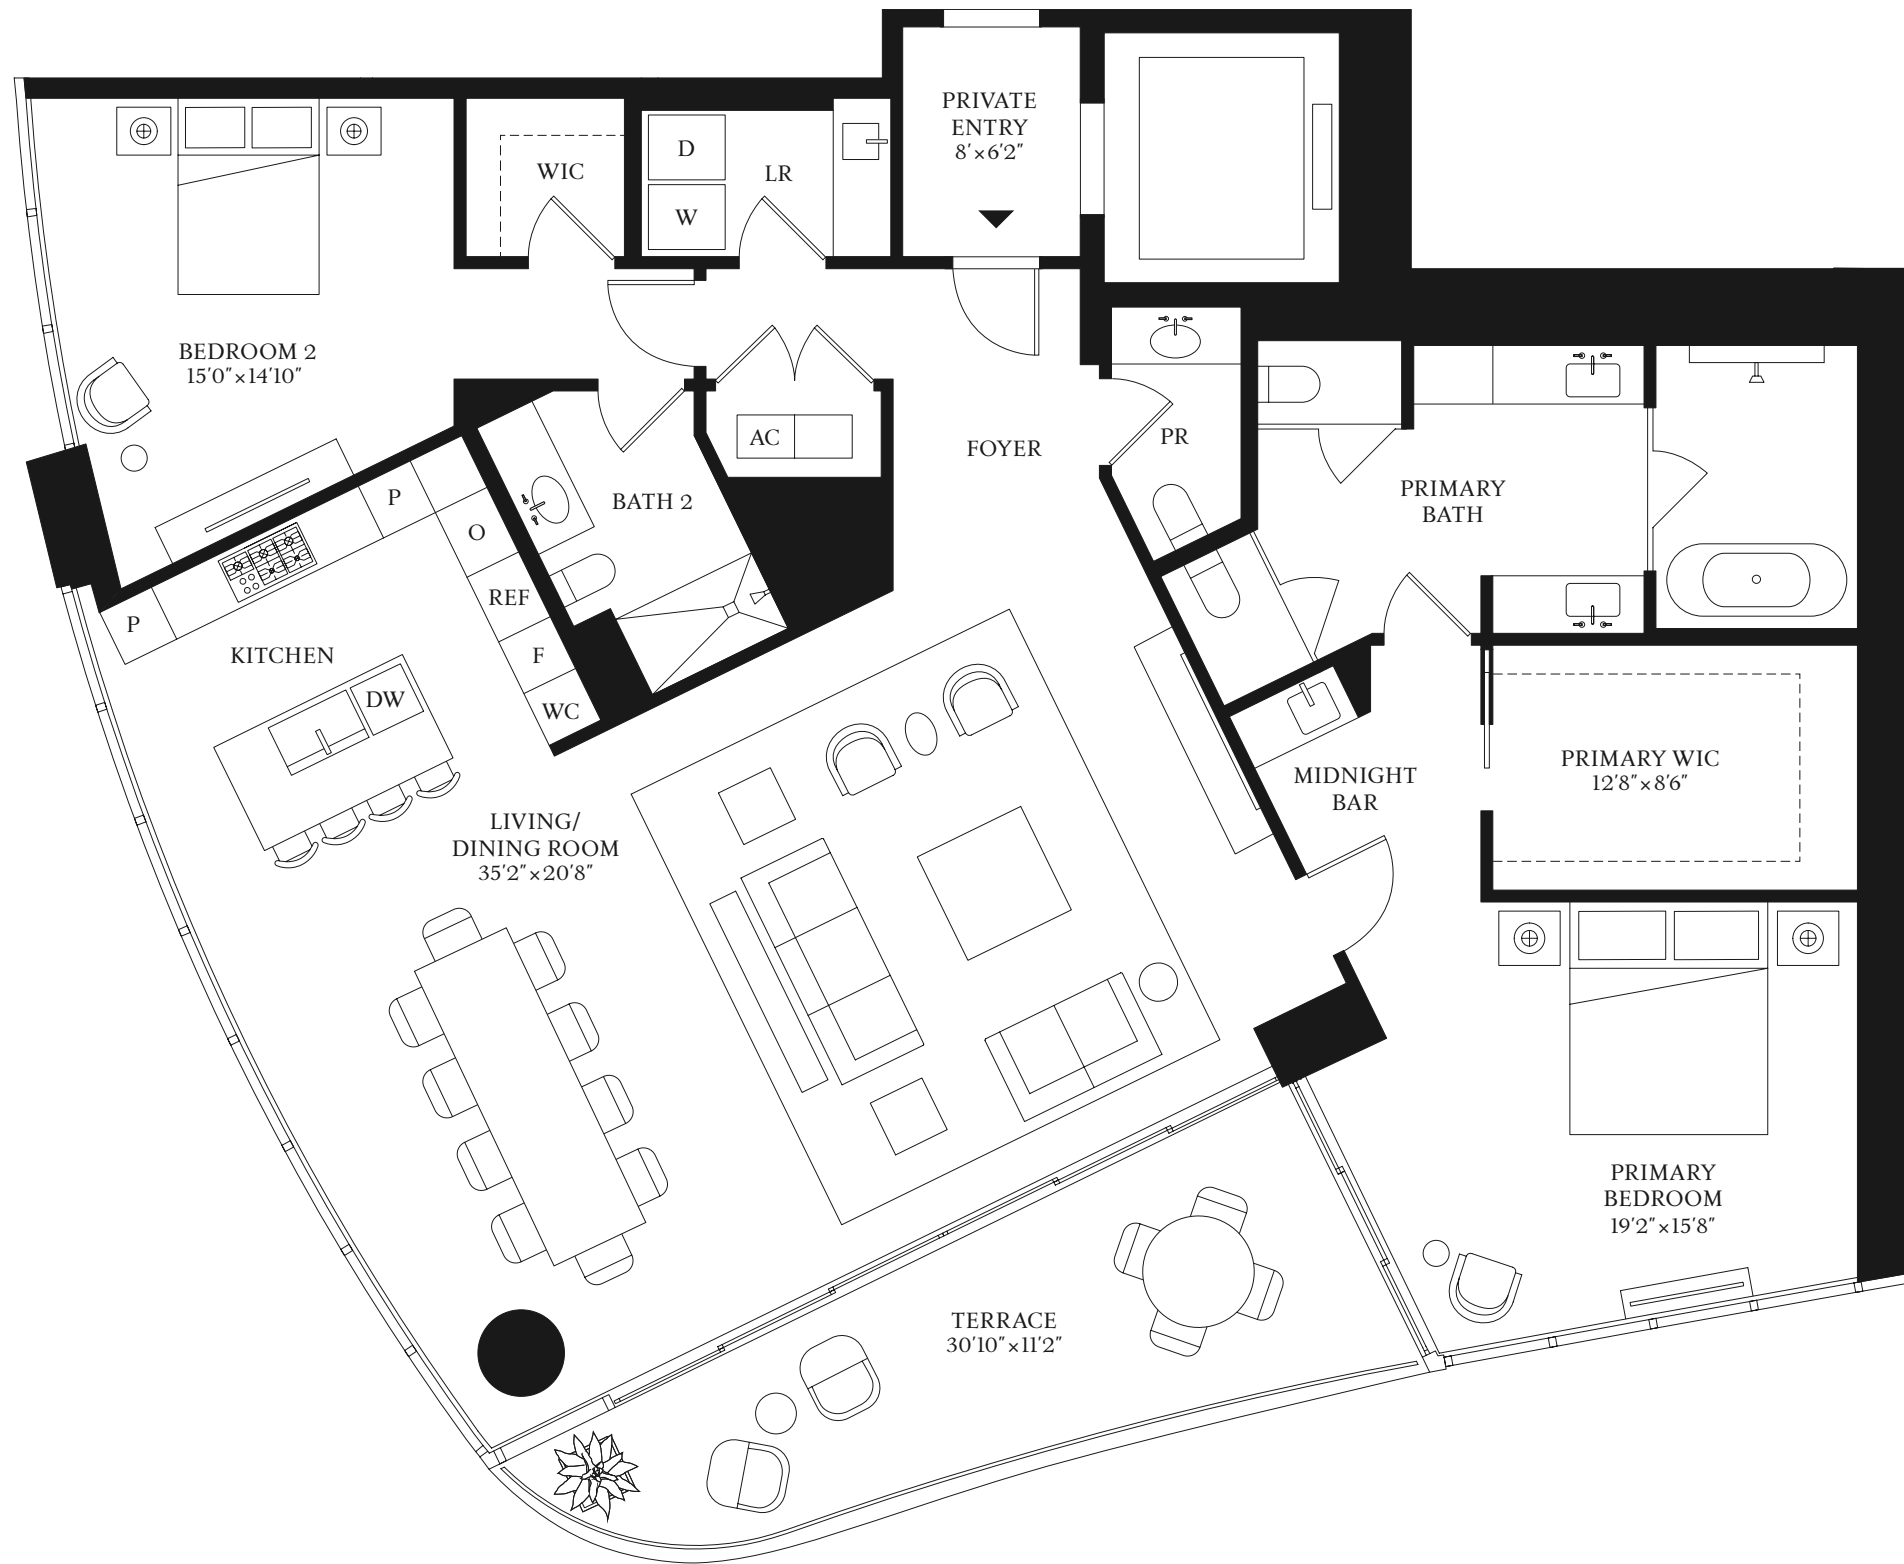 PRIVATE
ENTRY
8'×6'2"
D
W
LR
WIC
BEDROOM 2
15'0"×14'10"
AC
FOYER
PR
PRIMARY
BATH
BATH 2
P
O
REF
F
WC
P
KITCHEN
DW
LIVING/
DINING ROOM
35'2"×20'8"
MIDNIGHT
BAR
PRIMARY WIC
12'8"×8'6"
PRIMARY
BEDROOM
19'2"×15'8"
TERRACE
30'10"×11'2"